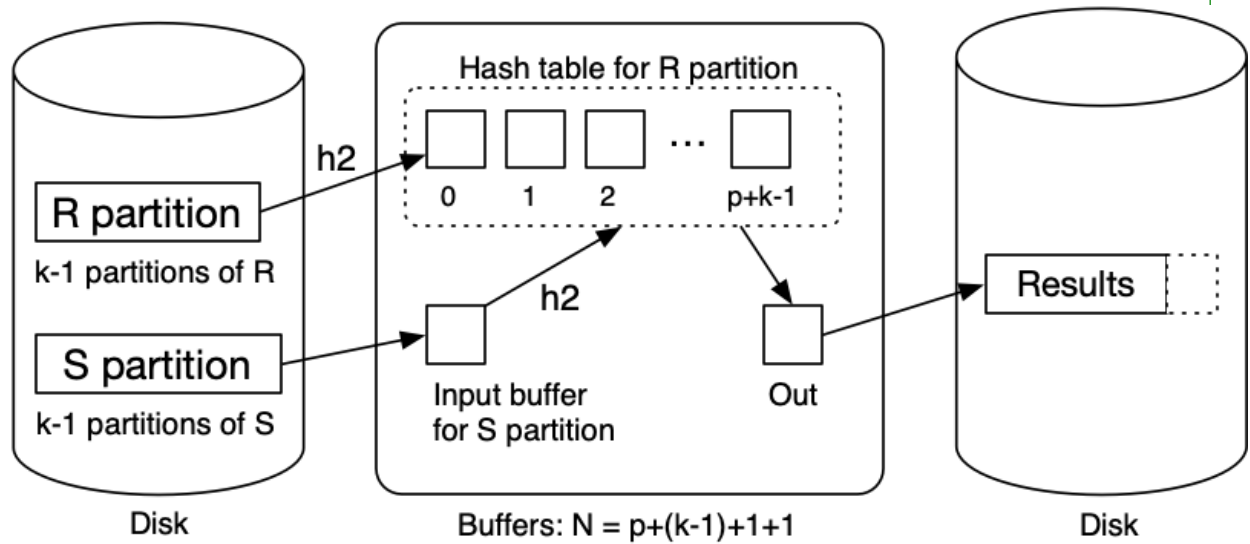 Hash table for R partition
h2
0 1 2 ... p+k-1
R partition
k-1 partitions of R
S partition
k-1 partitions of S
h2
Input buffer
for S partition
Out
Results
Disk
Buffers: N = p+(k-1)+1+1
Disk